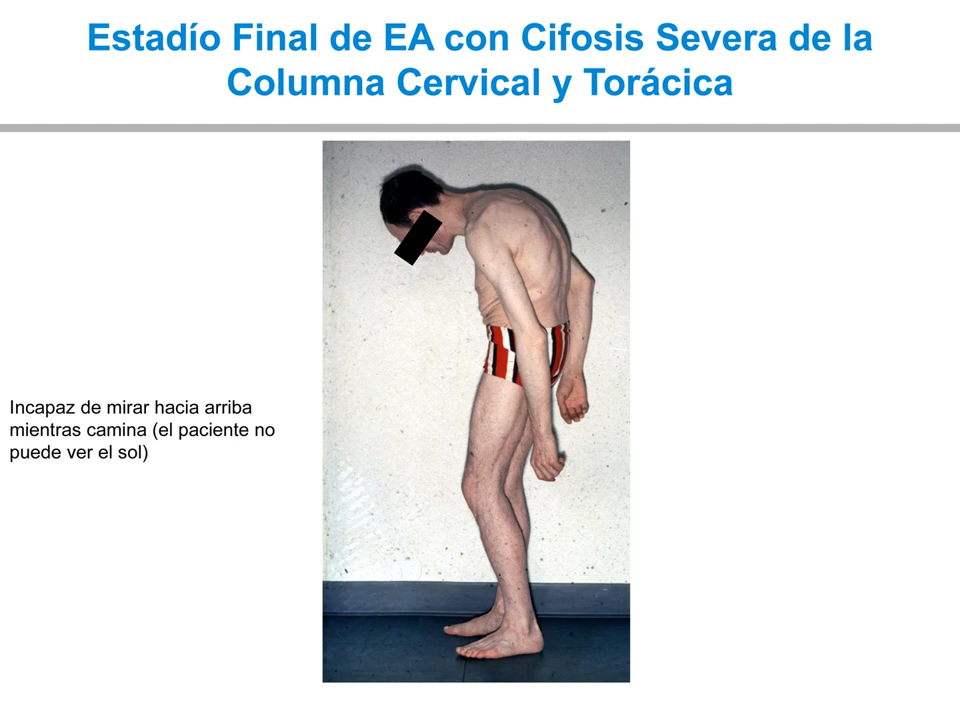 Estadío Final de EA con Cifosis Severa de la
Columna Cervical y Torácica
Incapaz de mirar hacia arriba
mientras camina (el paciente no
puede ver el sol)